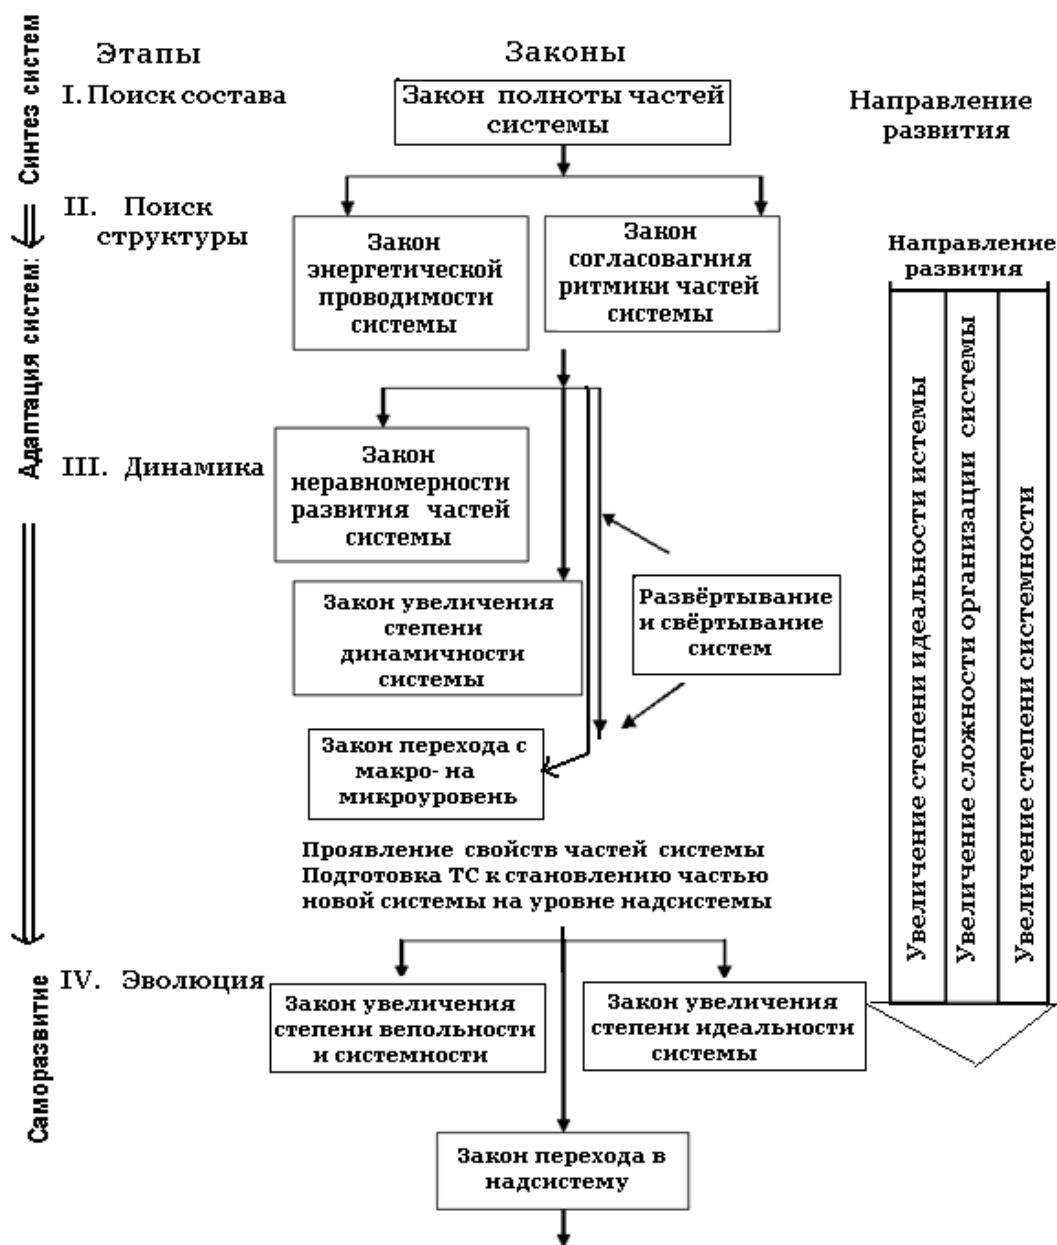 Этапы
Законы
I. Поиск состава
Закон полноты частей
системы
Направление
развития
Синтез систем
II. Поиск
структуры
Закон
энергетической
проводимости
системы
Закон
согласовагния
ритмики частей
системы
Направление
развития
Адаптация систем:
III. Динамика
Закон
неравномерности
развития частей
системы
Закон увеличения
степени
динамичности
системы
Развёртывание
и свёртывание
систем
Закон перехода с
макро- на
микроуровень
Увеличение степени идеальности истемы
Увеличение сложности организации системы
Увеличение степени системности
Проявление свойств частей системы
Подготовка ТС к становлению частью
новой системы на уровне надсистемы
Саморазвитие
IV. Эволюция
Закон увеличения
степени вепольности
и системности
Закон увеличения
степени идеальности
системы
Закон перехода в
надсистему